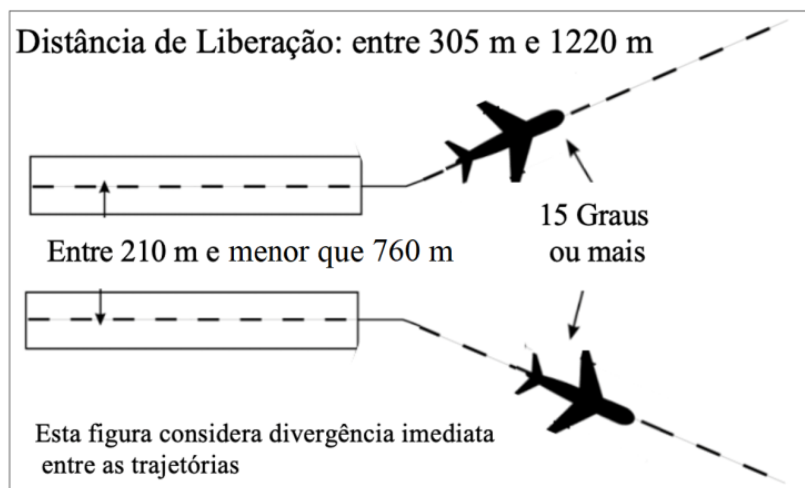 Distância de Liberação: entre 305 m e 1220 m
15 Graus
ou mais
Entre 210 m e menor que 760 m
Esta figura considera divergência imediata
entre as trajetórias